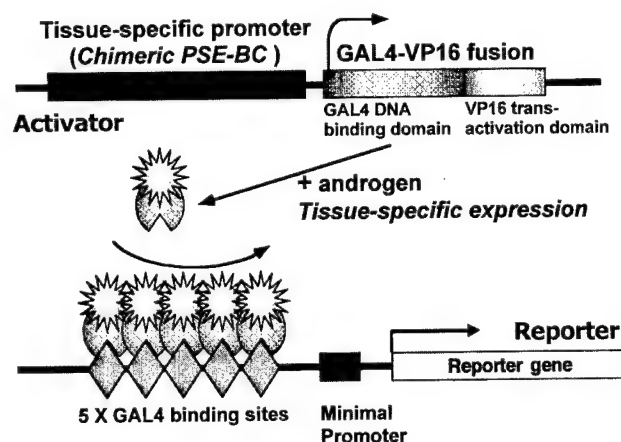 Tissue-specific promoter
(Chimeric PSE-BC )
GAL4-VP16 fusion
Activator
GAL4 DNA
binding domain
VP16 trans-
activation domain
+ androgen
Tissue-specific expression
Reporter
Reporter gene
5 X GAL4 binding sites
Minimal
Promoter